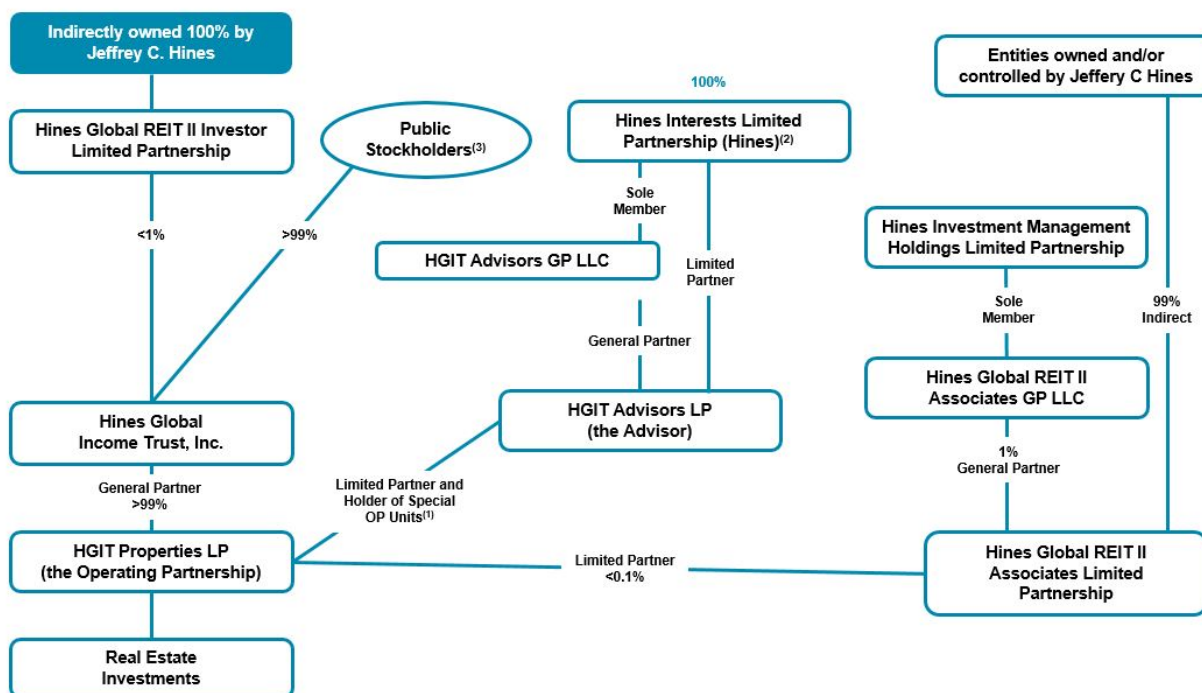 Indirectly owned 100% by
Jeffrey C. Hines
Entities owned and/or
controlled by Jeffery C Hines
100%
Hines Global REIT II Investor
Limited Partnership
Public
Stockholders(3)
Hines Interests Limited
Partnership (Hines)(2)
Sole
Member
<1%
>99%
HGIT Advisors GP LLC
Limited
Partner
Hines Investment Management
Holdings Limited Partnership
Sole
Member
99%
Indirect
General Partner
Hines Global REIT II
Associates GP LLC
Hines Global
Income Trust, Inc.
HGIT Advisors LP
(the Advisor)
1%
General Partner
General Partner
>99%
Limited Partner and
Holder of Special
OP Units(1)
HGIT Properties LP
(the Operating Partnership)
Limited Partner
<0.1%
Hines Global REIT II
Associates Limited
Partnership
Real Estate
Investments